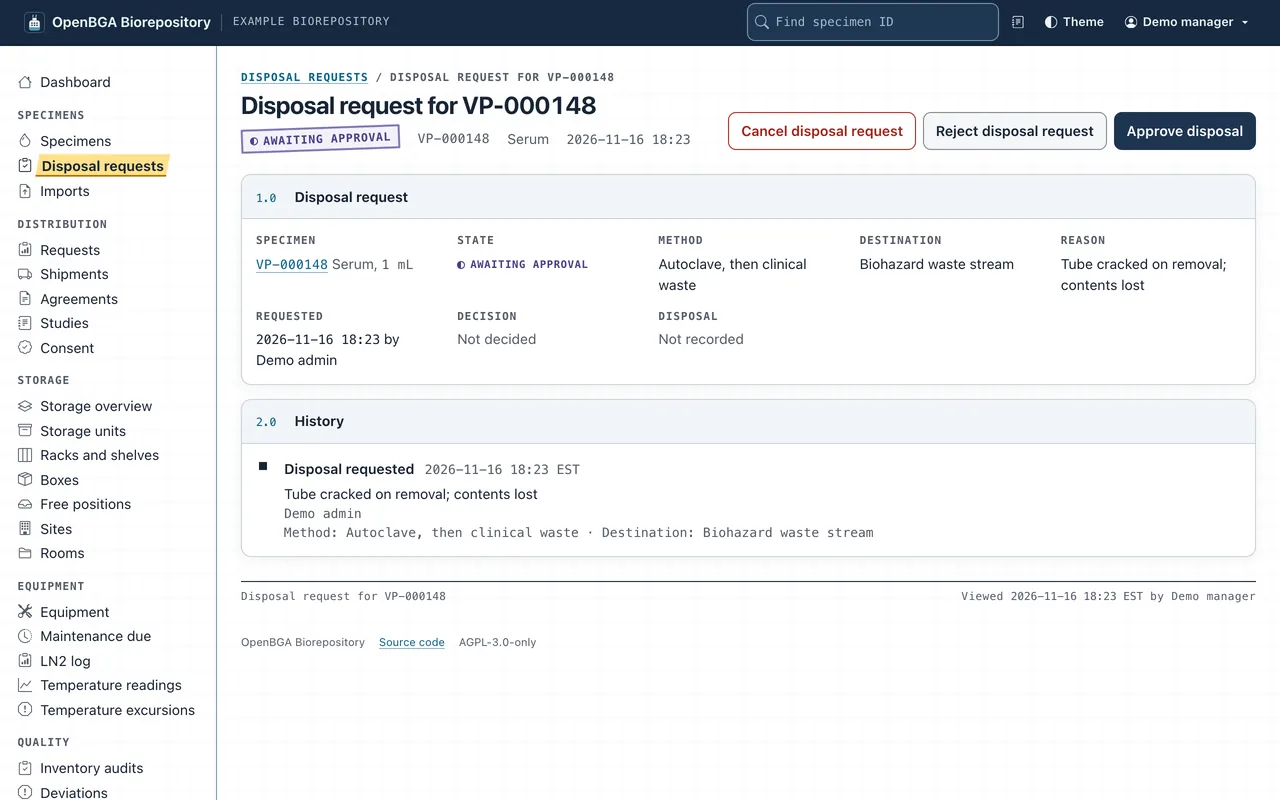 OpenBGA Biorepository
EXAMPLE BIOREPOSITORY
Find specimen ID
Theme
Demo manager
Dashboard
SPECIMENS
Specimens
Disposal requests
Imports
DISTRIBUTION
Requests
Shipments
Agreements
Studies
Consent
STORAGE
Storage overview
Storage units
Racks and shelves
Boxes
Free positions
Sites
Rooms
EQUIPMENT
Equipment
Maintenance due
LN2 log
Temperature readings
Temperature excursions
QUALITY
Inventory audits
Deviations
DISPOSAL REQUESTS / DISPOSAL REQUEST FOR VP-000148
Disposal request for VP-000148
AWAITING APPROVAL VP-000148 Serum 2026-11-16 18:23
Cancel disposal request
Reject disposal request
Approve disposal
1.0 Disposal request
SPECIMEN
VP-000148 Serum, 1 mL
STATE
AWAITING APPROVAL
METHOD
Autoclave, then clinical
waste
DESTINATION
Biohazard waste stream
REASON
Tube cracked on removal;
contents lost
REQUESTED
2026-11-16 18:23 by
Demo admin
DECISION
Not decided
DISPOSAL
Not recorded
2.0 History
Disposal requested 2026-11-16 18:23 EST
Tube cracked on removal; contents lost
Demo admin
Method: Autoclave, then clinical waste · Destination: Biohazard waste stream
Disposal request for VP-000148
Viewed 2026-11-16 18:23 EST by Demo manager
OpenBGA Biorepository Source code AGPL-3.0-only